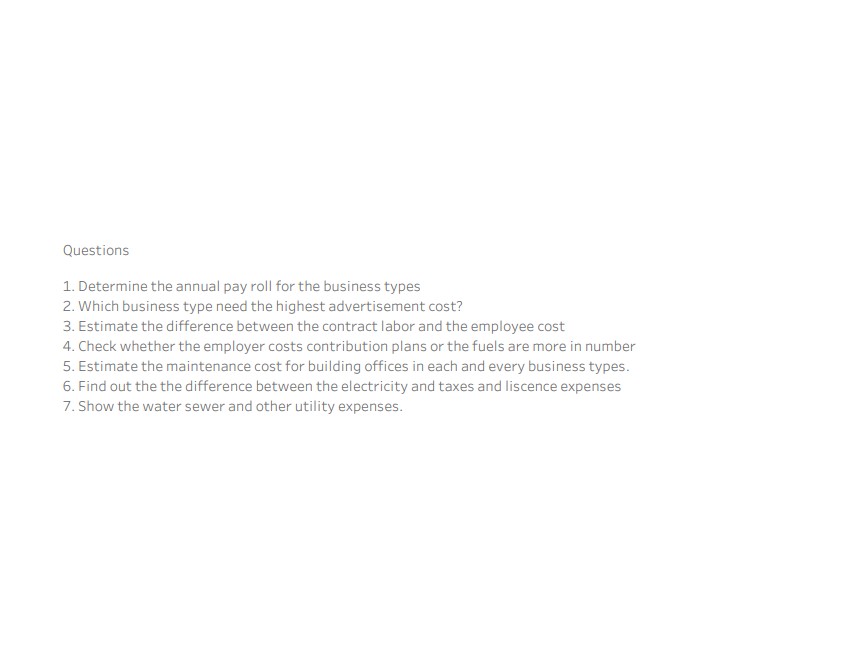 Questions
1. Determine the annual pay roll for the business types
2. Which business type need the highest advertisement cost?
3. Estimate the difference between the contract labor and the employee cost
4. Check whether the employer costs contribution plans or the fuels are more in number
5. Estimate the maintenance cost for building offices in each and every business types.
6. Find out the the difference between the electricity and taxes and liscence expenses
7. Show the water sewer and other utility expenses.